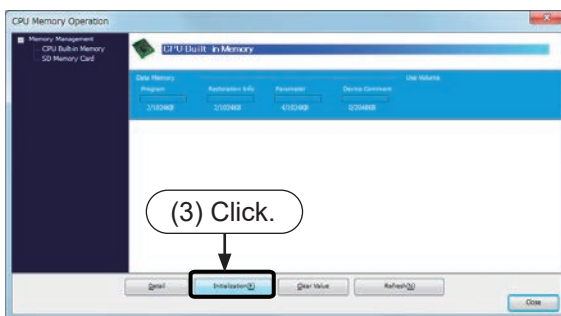 CPU Memory Operation
Memory Management
CPU Built-in Memory
SD Memory Card
CPU Built-in Memory
Data Memory
Use Volume
Program
Restoration Info
Parameter
Device Comment
2/1024KB
2/1024KB
4/1024KB
0/2048KB
(3) Click.
Detail
Initialization(F)
Clear Value
Refresh(N)
Close